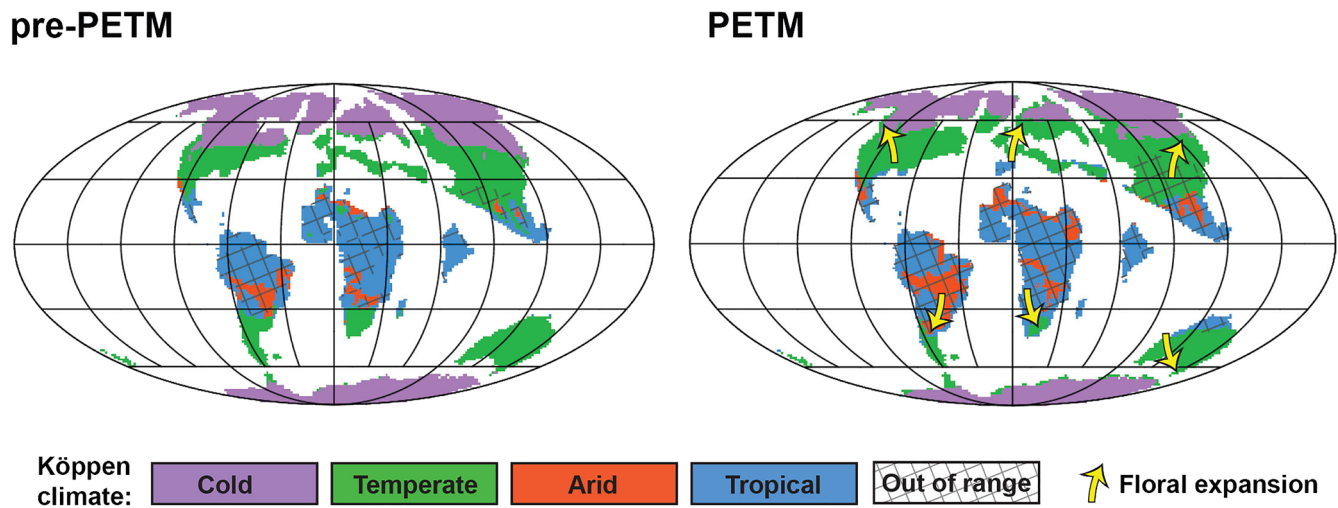 pre-PETM
PETM
Köppen
climate:
Cold
Temperate
Arid
Tropical
Out of range
Floral expansion